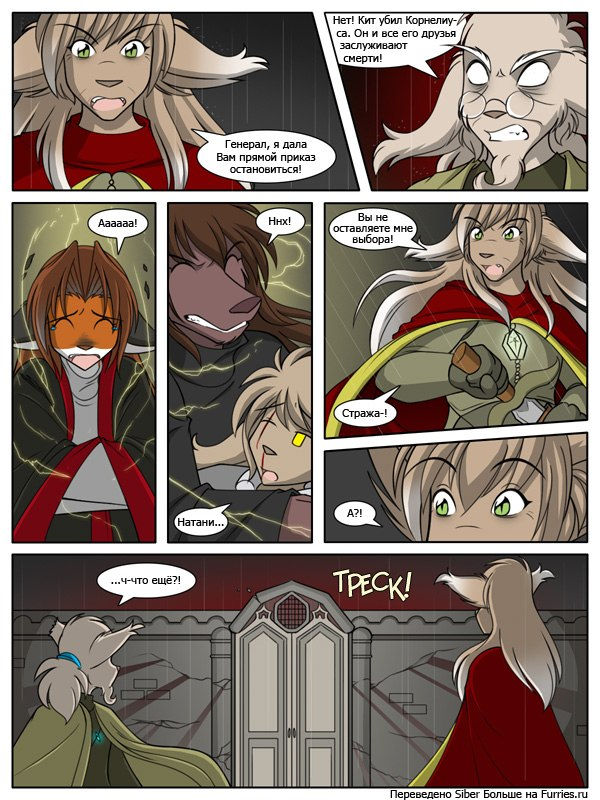 Генерал, я дала
Вам прямой приказ
остановиться!
Нет! Кит убил Корнелиу-
са. Он и все его друзья
заслуживают
смерти!
Аааааа!
Ннх!
Натани...
Вы не
оставляете мне
выбора!
Стража-!
А?!
...ч-что ещё?!
ТРЕСК!
Переведено Siber Больше на Furries.ru